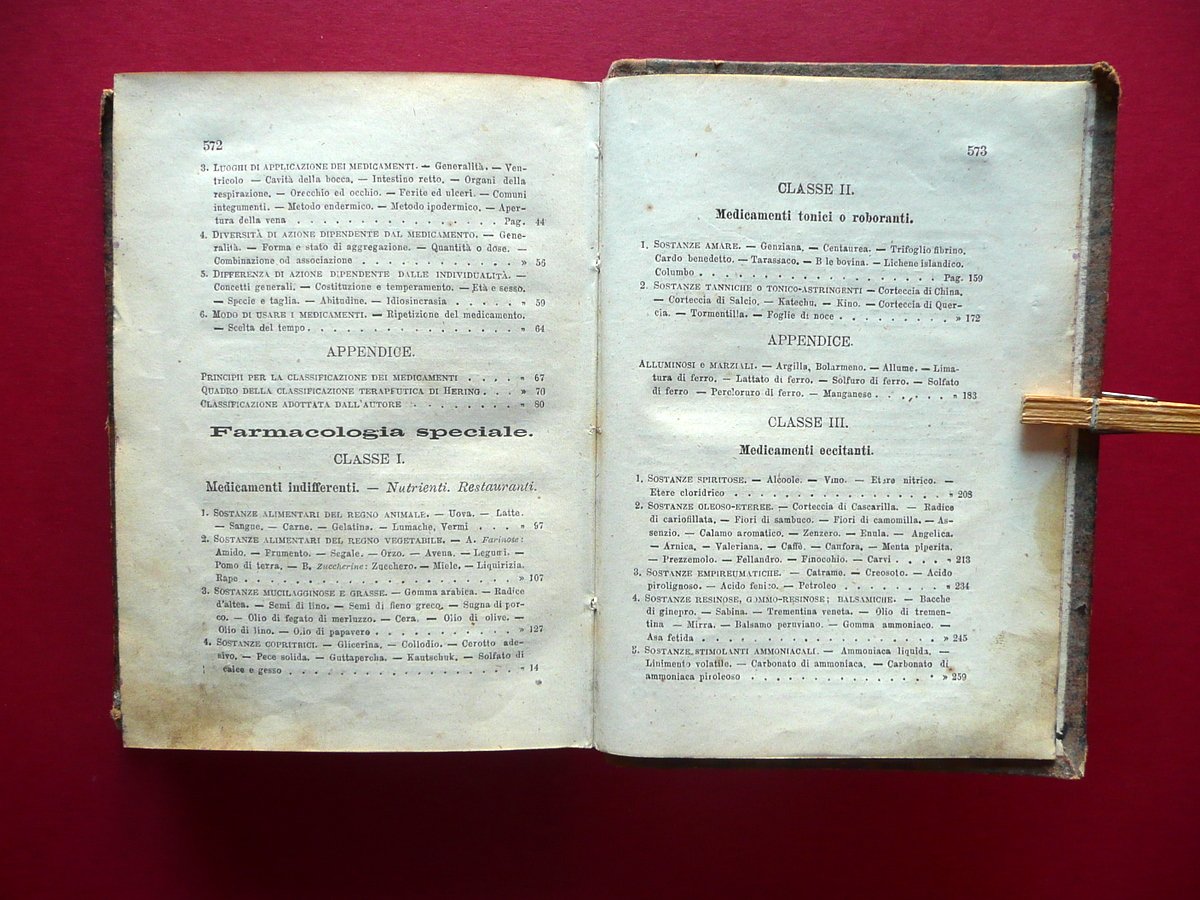 572
3. LUOGHI DI APPLICAZIONE DEI MEDICAMENTI. — Generalità. — Ven-
tricolo — Cavità della bocca. — Intestino retto. — Organi della
respirazione. — Orecchio ed occhio. — Ferite ed ulceri. — Comuni
integumenti. — Metodo endermico. — Metodo ipodermico. — Aper-
tura della vena . . . . . . . . . . . . Pag. 44
4. DIVERSITÀ DI AZIONE DIPENDENTE DAL MEDICAMENTO. — Gene-
ralità. — Forma e stato di aggregazione. — Quantità o dose. —
Combinazione od associazione . . . . . . . . . . » 56
5. DIFFERENZA DI AZIONE DIPENDENTE DALLE INDIVIDUALITÀ. —
Concetti generali. — Costituzione e temperamento. — Età e sesso.
— Specie e taglia. — Abitudine. — Idiosincrasia . . . . . » 59
6. MODO DI USARE I MEDICAMENTI. — Ripetizione del medicamento.
— Scelta del tempo . . . . . . . . . . . . . » 64
APPENDICE.
PRINCIPII PER LA CLASSIFICAZIONE DEI MEDICAMENTI . . . . » 67
QUADRO DELLA CLASSIFICAZIONE TERAPEUTICA DI HERING . . . » 70
CLASSIFICAZIONE ADOTTATA DALL'AUTORE . . . . . . . » 80
Farmacologia speciale.
CLASSE I.
Medicamenti indifferenti. — Nutrienti. Restauranti.
1. SOSTANZE ALIMENTARI DEL REGNO ANIMALE. — Uova. — Latte.
— Sangue. — Carne. — Gelatina. — Lumache, Vermi . . . . » 97
2. SOSTANZE ALIMENTARI DEL REGNO VEGETABILE. — A. Farinose:
Amido. — Frumento. — Segale. — Orzo. — Avena. — Legumi. —
Pomo di terra. — B. Zuccherine: Zucchero. — Miele. — Liquirizia.
Rape . . . . . . . . . . . . . . . . . » 107
3. SOSTANZE MUCILAGGINOSE E GRASSE. — Gomma arabica. — Radice
d'altea. — Semi di lino. — Semi di fieno greco. — Sugna di por-
co. — Olio di fegato di merluzzo. — Cera. — Olio di olive. —
Olio di lino. — Olio di papavero . . . . . . . . . » 127
4. SOSTANZE COPRITRICI. — Glicerina. — Collodio. — Cerotto ade-
sivo. — Pece solida. — Guttapercha. — Kautschuk. — Solfato di
calce e gesso . . . . . . . . . . . . . . » 14
573
CLASSE II.
Medicamenti tonici o roboranti.
1. SOSTANZE AMARE. — Genziana. — Centaurea. — Trifoglio fibrino.
Cardo benedetto. — Tarassaco. — B le bovina. — Lichene islandico.
Columbo . . . . . . . . . . . . . . Pag. 159
2. SOSTANZE TANNICHE O TONICO-ASTRINGENTI — Corteccia di China.
— Corteccia di Salcio. — Katechu. — Kino. — Corteccia di Quer-
cia. — Tormentilla. — Foglie di noce . . . . . . . . » 172
APPENDICE.
ALLUMINOSI e MARZIALI. — Argilla, Bolarmeno. — Allume. — Lima-
tura di ferro. — Lattato di ferro. — Solfuro di ferro. — Solfato
di ferro — Percloruro di ferro. — Manganese . . . . . . » 183
CLASSE III.
Medicamenti eccitanti.
1. SOSTANZE SPIRITOSE. — Alcoole. — Vino. — Etere nitrico. —
Etere cloridrico . . . . . . . . . . . . . » 203
2. SOSTANZE OLEOSO-ETEREE. — Corteccia di Cascarilla. — Radice
di cariofillata. — Fiori di sambuco. — Fiori di camomilla. — As-
senzio. — Calamo aromatico. — Zenzero. — Enula. — Angelica.
— Arnica. — Valeriana. — Caffè. — Canfora. — Menta piperita.
— Prezzemolo. — Fellandro. — Finocchio. — Carvi . . . . » 213
3. SOSTANZE EMPIREUMATICHE. — Catrame. — Creosoto. — Acido
pirolignoso. — Acido fenico. — Petroleo . . . . . . . » 234
4. SOSTANZE RESINOSE, GOMMO-RESINOSE; BALSAMICHE. — Bacche
di ginepro. — Sabina. — Trementina veneta. — Olio di tremen-
tina — Mirra. — Balsamo peruviano. — Gomma ammoniaco. —
Asa fetida . . . . . . . . . . . . . . . » 245
5. SOSTANZE STIMOLANTI AMMONIACALI. — Ammoniaca liquida. —
Linimento volatile. — Carbonato di ammoniaca. — Carbonato di
ammoniaca piroleoso . . . . . . . . . . . . » 259